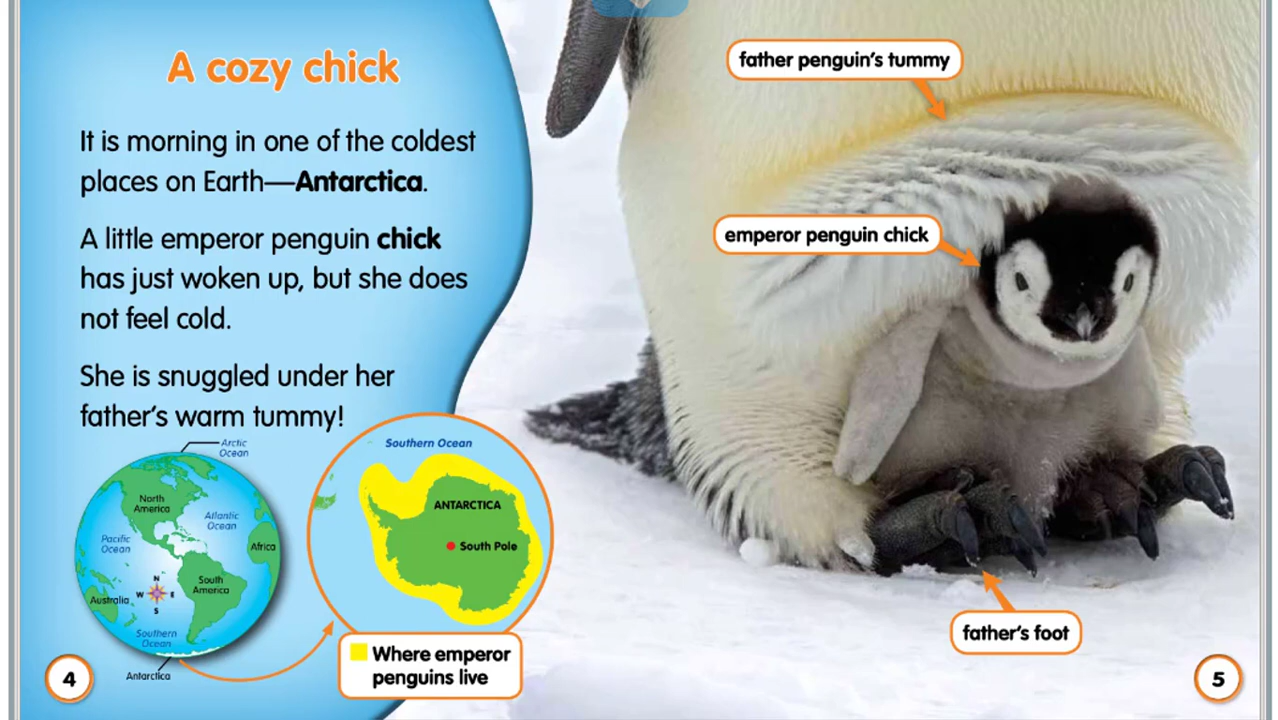 A cozy chick
It is morning in one of the coldest
places on Earth—Antarctica.
A little emperor penguin chick
has just woken up, but she does
not feel cold.
She is snuggled under her
father's warm tummy!
Arctic
Ocean
North
America
Atlantic
Ocean
Pacific
Ocean
Africa
South
America
Australia
N
W E
S
Southern
Ocean
Antarctica
Southern Ocean
ANTARCTICA
South Pole
Where emperor
penguins live
4
father penguin's tummy
emperor penguin chick
father's foot
5